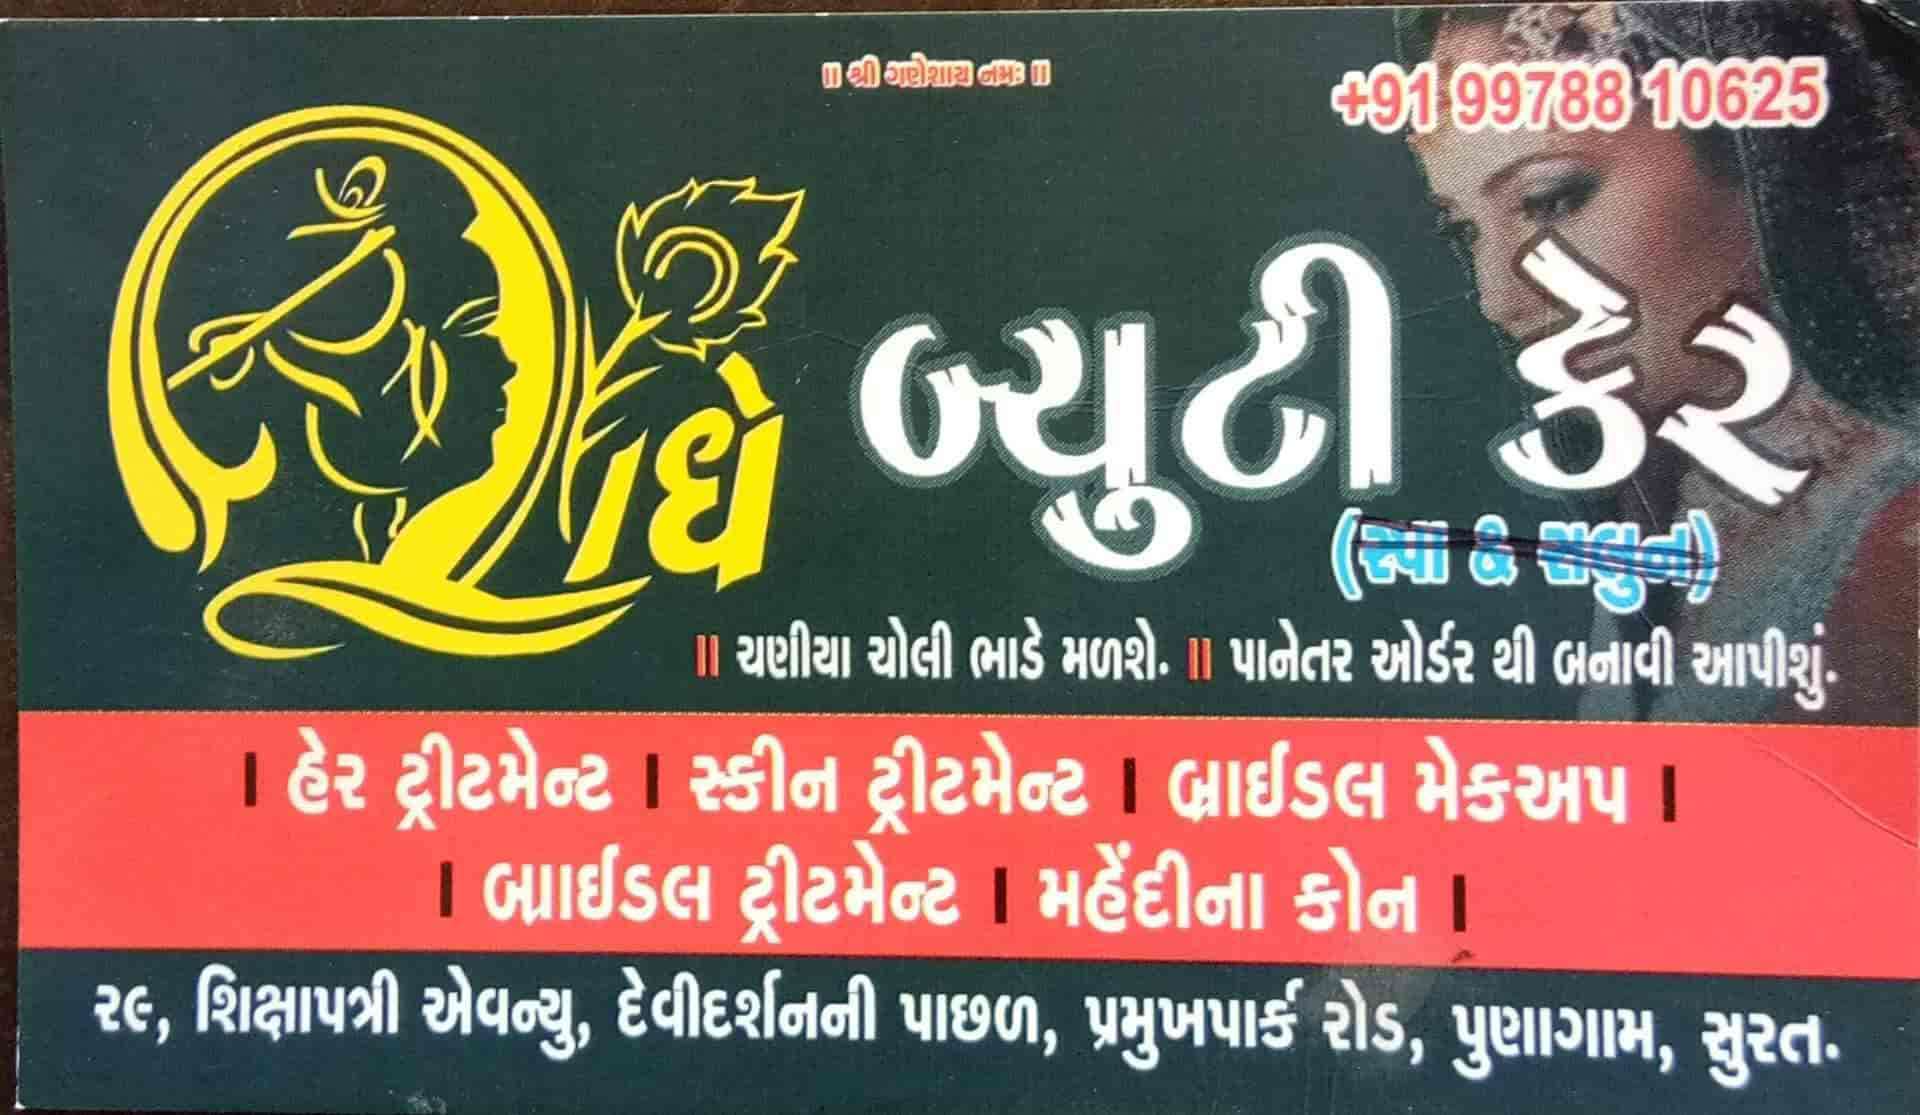 ॥ શ્રી ગણેશાય નમઃ ॥
+91 99788 10625
રાધે બ્યુટી કેર
(સ્પા & સલુન)
॥ ચણીયા ચોલી ભાડે મળશે. ॥ પાનેતર ઓર્ડર થી બનાવી આપીશું.
| હેર ટ્રીટમેન્ટ | સ્કીન ટ્રીટમેન્ટ | બ્રાઈડલ મેકઅપ |
| બ્રાઈડલ ટ્રીટમેન્ટ | મહેંદીના કોન |
૨૯, શિક્ષાપત્રી એવન્યુ, દેવીદર્શનની પાછળ, પ્રમુખપાર્ક રોડ, પુણાગામ, સુરત.